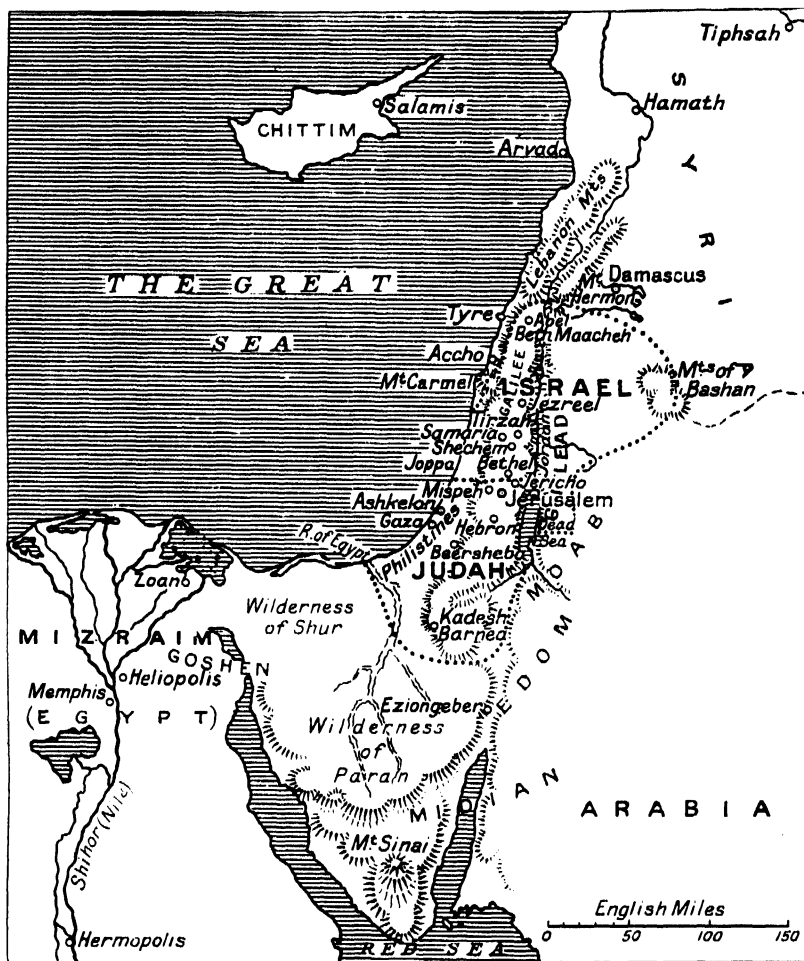 Tiphsah
Hamath
SYRIA
Salamis
CHITTIM
Arvad
Lebanon Mts
THE GREAT
SEA
Damascus
Mt
Hermon
Tyre
Abel
Beth Maacheh
Accho
GALILEE
Mt Carmel
ISRAEL
Mts of
Bashan
Jezreel
Tirzah
Samaria
Shechem
Jordan
GILEAD
Joppa
Bethel
Jericho
Mispeh
Jerusalem
Ashkelon
Gaza
Philistines
Hebron
Dead
Sea
R. of Egypt
Beersheba
JUDAH
MOAB
Zoan
Wilderness
of Shur
Kadesh
Barnea
MIZRAIM
GOSHEN
EDOM
Heliopolis
Memphis
(EGYPT)
Eziongeber
Wilderness
of
Paran
MIDIAN
ARABIA
Shihor (Nile)
Mt Sinai
English Miles
0 50 100 150
Hermopolis
RED SEA